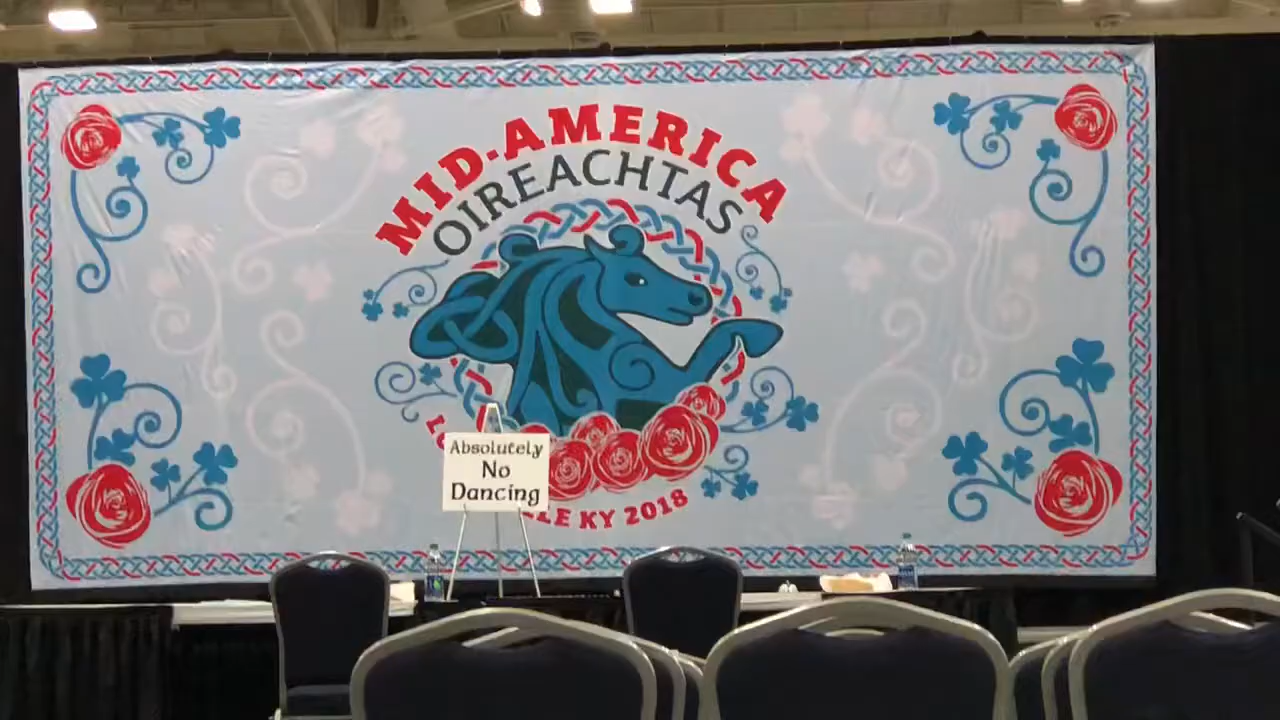 MID-AMERICA
OIREACHTAS
Absolutely
No
Dancing
KY 2018